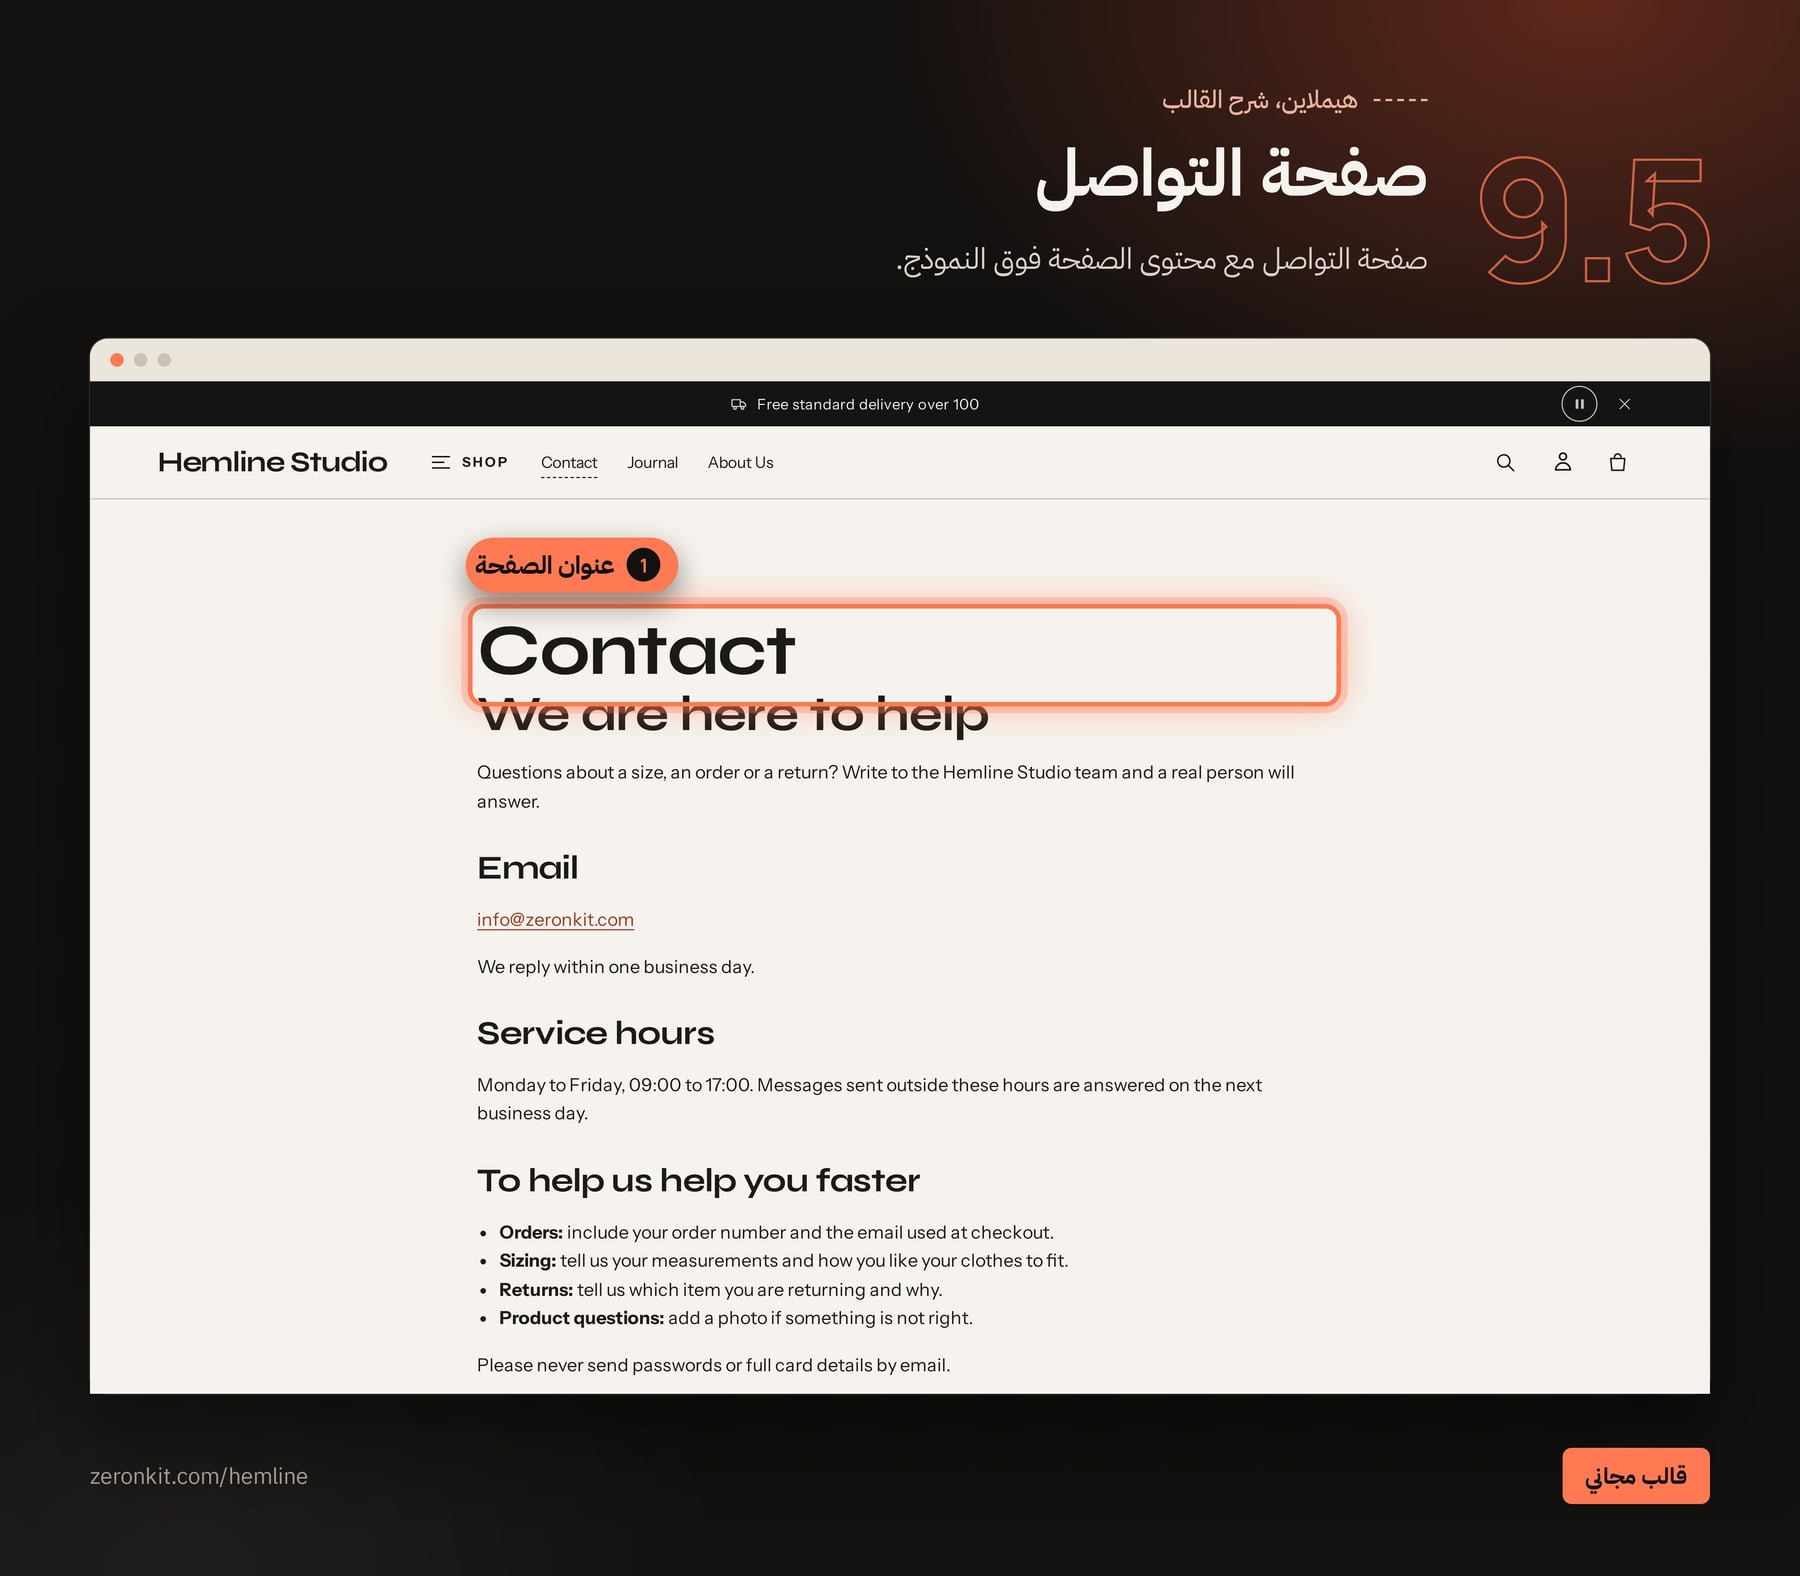 هيملاين، شرح القالب
9.5
صفحة التواصل
صفحة التواصل مع محتوى الصفحة فوق النموذج.
Free standard delivery over 100
Hemline Studio
SHOP
Contact
Journal
About Us
1 عنوان الصفحة
Contact
We are here to help
Questions about a size, an order or a return? Write to the Hemline Studio team and a real person will
answer.
Email
info@zeronkit.com
We reply within one business day.
Service hours
Monday to Friday, 09:00 to 17:00. Messages sent outside these hours are answered on the next
business day.
To help us help you faster
• Orders: include your order number and the email used at checkout.
• Sizing: tell us your measurements and how you like your clothes to fit.
• Returns: tell us which item you are returning and why.
• Product questions: add a photo if something is not right.
Please never send passwords or full card details by email.
zeronkit.com/hemline
قالب مجاني